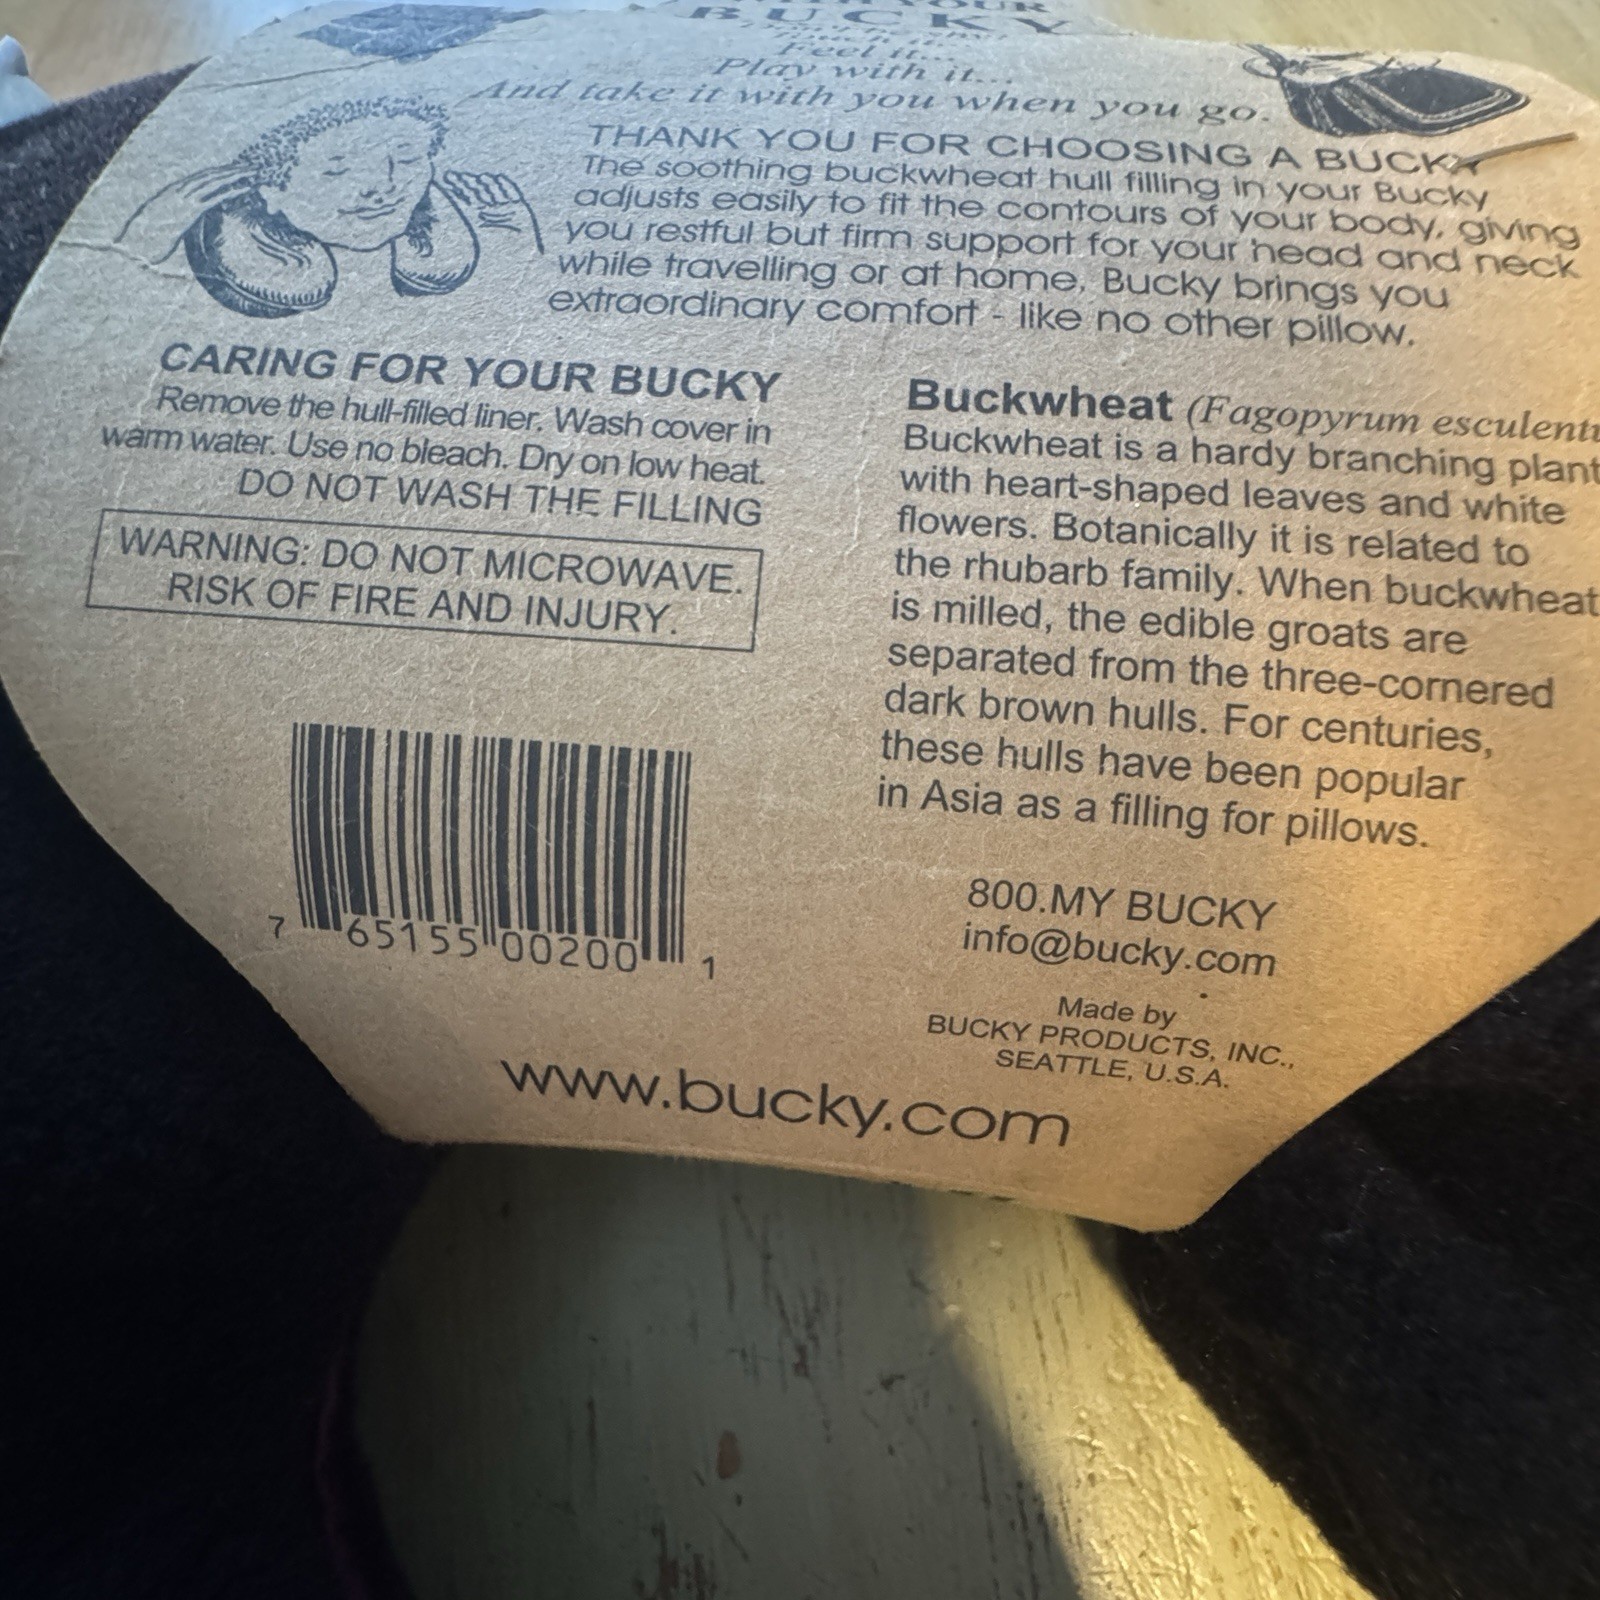 WITH YOUR
BUCKY
Touch it...
Feel it...
Play with it...
And take it with you when you go.
THANK YOU FOR CHOOSING A BUCKY
The soothing buckwheat hull filling in your Bucky
adjusts easily to fit the contours of your body, giving
you restful but firm support for your head and neck
while travelling or at home, Bucky brings you
extraordinary comfort - like no other pillow.
CARING FOR YOUR BUCKY
Remove the hull-filled liner. Wash cover in
warm water. Use no bleach. Dry on low heat.
DO NOT WASH THE FILLING
WARNING: DO NOT MICROWAVE.
RISK OF FIRE AND INJURY.
7 65155 00200 1
Buckwheat (Fagopyrum
Buckwheat is a hardy branching plant
with heart-shaped leaves and white
flowers. Botanically it is related to
the rhubarb family. When buckwheat
is milled, the edible groats are
separated from the three-cornered
dark brown hulls. For centuries,
these hulls have been popular
in Asia as a filling for pillows.
800.MY BUCKY
info@bucky.com
Made by
BUCKY PRODUCTS, INC.,
SEATTLE, U.S.A.
www.bucky.com